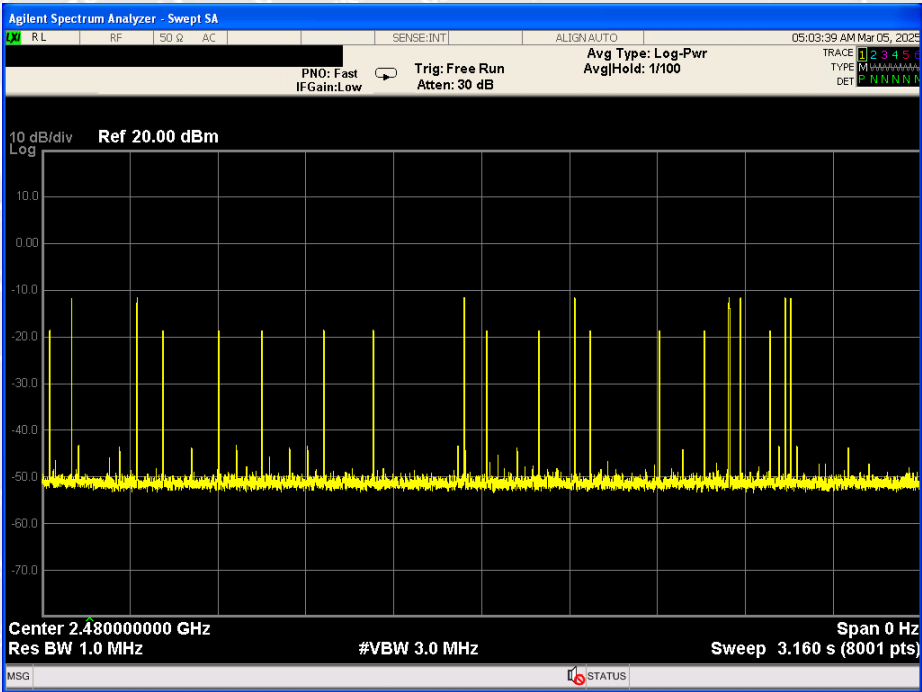 Agilent Spectrum Analyzer - Swept SA
LXI RL RF 50 Ω AC SENSE:INT ALIGN AUTO 05:03:39 AM Mar 05, 2025
PNO: Fast Trig: Free Run Avg Type: Log-Pwr TRACE 1 2 3 4 5 6
IFGain:Low Atten: 30 dB Avg|Hold: 1/100 TYPE M
DET P N N N N N
10 dB/div Ref 20.00 dBm
Log
10.0
0.00
-10.0
-20.0
-30.0
-40.0
-50.0
-60.0
-70.0
Center 2.480000000 GHz Span 0 Hz
Res BW 1.0 MHz #VBW 3.0 MHz Sweep 3.160 s (8001 pts)
MSG STATUS